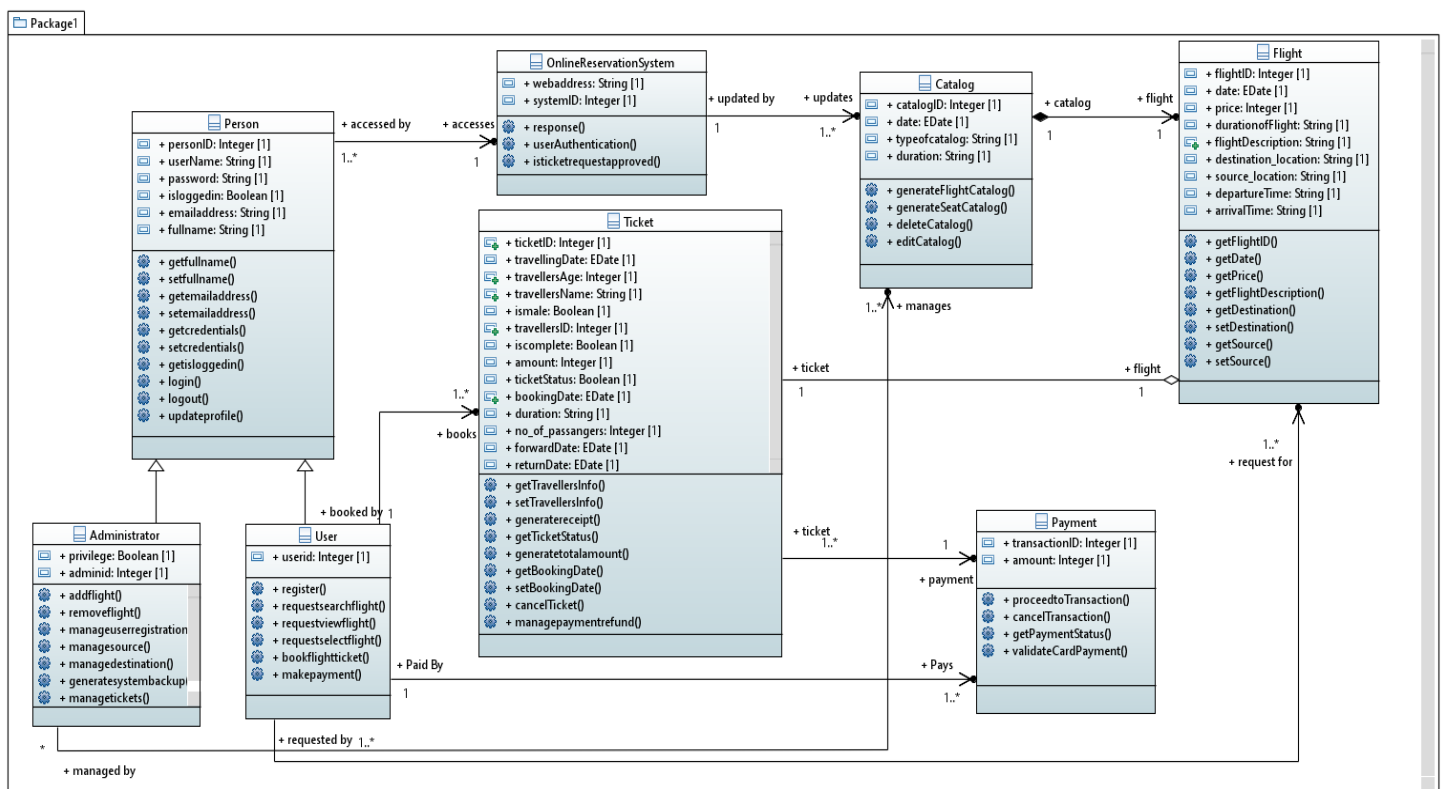 Package1
OnlineReservationSystem
+ webaddress: String [1]
+ systemID: Integer [1]
+ response()
+ userAuthentication()
+ isticketrequestapproved()
+ updated by
1
+ updates
1..*
Catalog
+ catalogID: Integer [1]
+ date: EDate [1]
+ typeofcatalog: String [1]
+ duration: String [1]
+ generateFlightCatalog()
+ generateSeatCatalog()
+ deleteCatalog()
+ editCatalog()
+ catalog
1
+ flight
1
Flight
+ flightID: Integer [1]
+ date: EDate [1]
+ price: Integer [1]
+ durationofFlight: String [1]
+ flightDescription: String [1]
+ destination_location: String [1]
+ source_location: String [1]
+ departureTime: String [1]
+ arrivalTime: String [1]
+ getFlightID()
+ getDate()
+ getPrice()
+ getFlightDescription()
+ getDestination()
+ setDestination()
+ getSource()
+ setSource()
Person
+ personID: Integer [1]
+ userName: String [1]
+ password: String [1]
+ isloggedin: Boolean [1]
+ emailaddress: String [1]
+ fullname: String [1]
+ getfullname()
+ setfullname()
+ getemailaddress()
+ setemailaddress()
+ getcredentials()
+ setcredentials()
+ getisloggedin()
+ login()
+ logout()
+ updateprofile()
+ accessed by
1..*
+ accesses
1
Ticket
+ ticketID: Integer [1]
+ travellingDate: EDate [1]
+ travellersAge: Integer [1]
+ travellersName: String [1]
+ ismale: Boolean [1]
+ travellersID: Integer [1]
+ iscomplete: Boolean [1]
+ amount: Integer [1]
+ ticketStatus: Boolean [1]
+ bookingDate: EDate [1]
+ duration: String [1]
+ no_of_passangers: Integer [1]
+ forwardDate: EDate [1]
+ returnDate: EDate [1]
+ getTravellersInfo()
+ setTravellersInfo()
+ generatereceipt()
+ getTicketStatus()
+ generatetotalamount()
+ getBookingDate()
+ setBookingDate()
+ cancelTicket()
+ managepaymentrefund()
1..*
+ manages
+ ticket
1
+ flight
1
1..*
+ books
+ booked by
1
1..*
+ request for
Administrator
+ privilege: Boolean [1]
+ adminid: Integer [1]
+ addflight()
+ removeflight()
+ manageuserregistration
+ managesource()
+ managedestination()
+ generatesystembackup(
+ managetickets()
User
+ userid: Integer [1]
+ register()
+ requestsearchflight()
+ requestviewflight()
+ requestselectflight()
+ bookflightticket()
+ makepayment()
+ ticket
1..*
1
+ payment
Payment
+ transactionID: Integer [1]
+ amount: Integer [1]
+ proceedtoTransaction()
+ cancelTransaction()
+ getPaymentStatus()
+ validateCardPayment()
+ Paid By
1
+ Pays
1..*
+ requested by
1..*
*
+ managed by